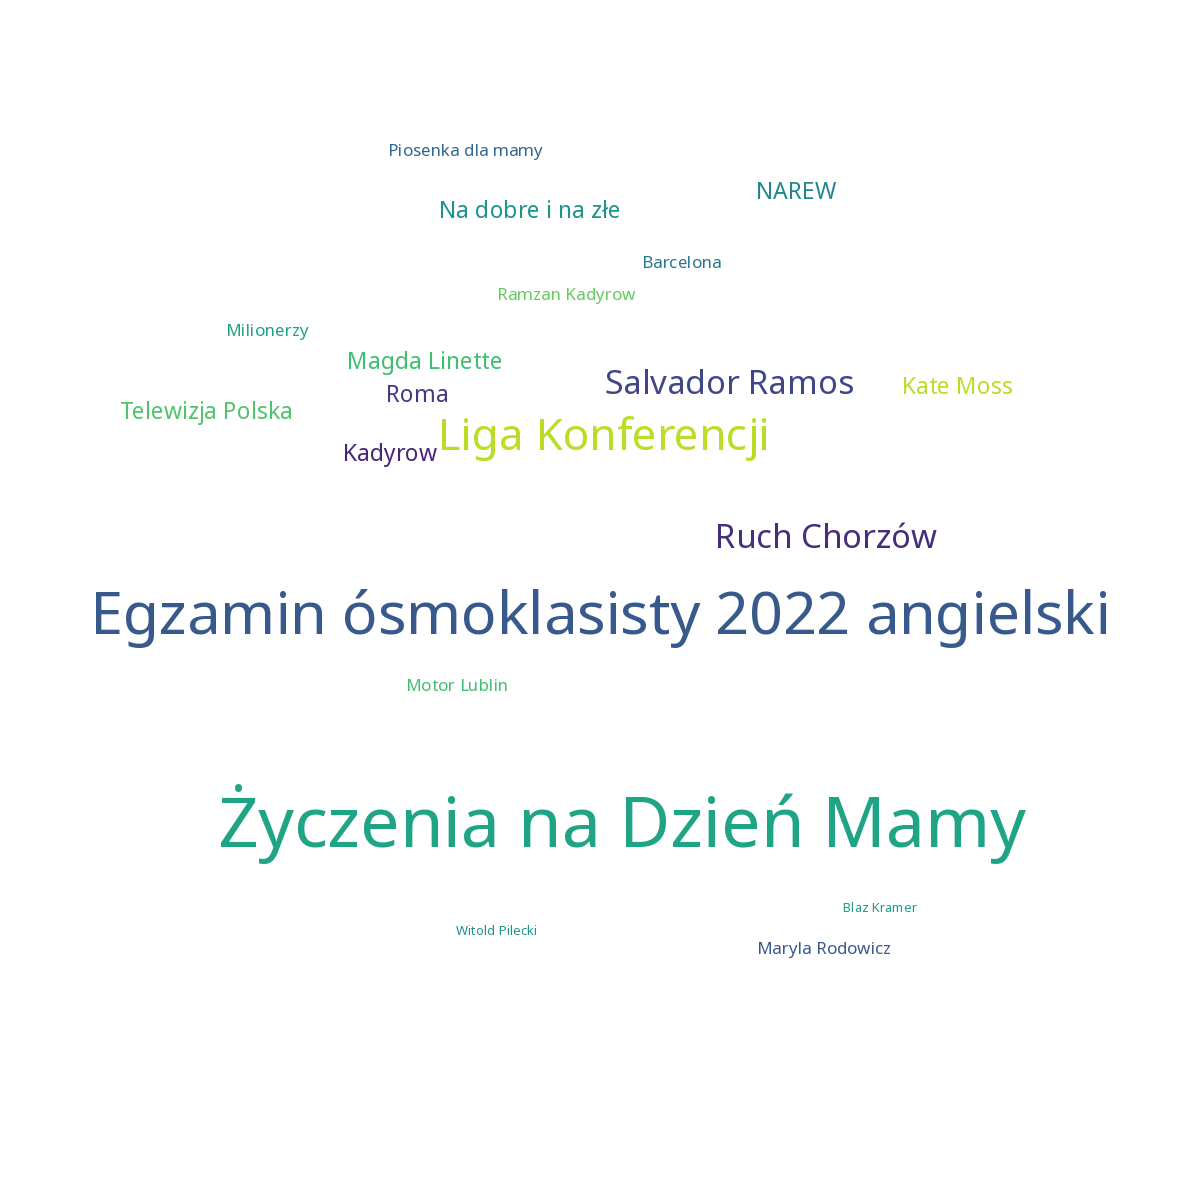 Piosenka dla mamy
NAREW
Na dobre i na złe
Barcelona
Ramzan Kadyrow
Milionerzy
Magda Linette
Salvador Ramos
Kate Moss
Roma
Telewizja Polska
Liga Konferencji
Kadyrow
Ruch Chorzów
Egzamin ósmoklasisty 2022 angielski
Motor Lublin
Życzenia na Dzień Mamy
Blaz Kramer
Witold Pilecki
Maryla Rodowicz